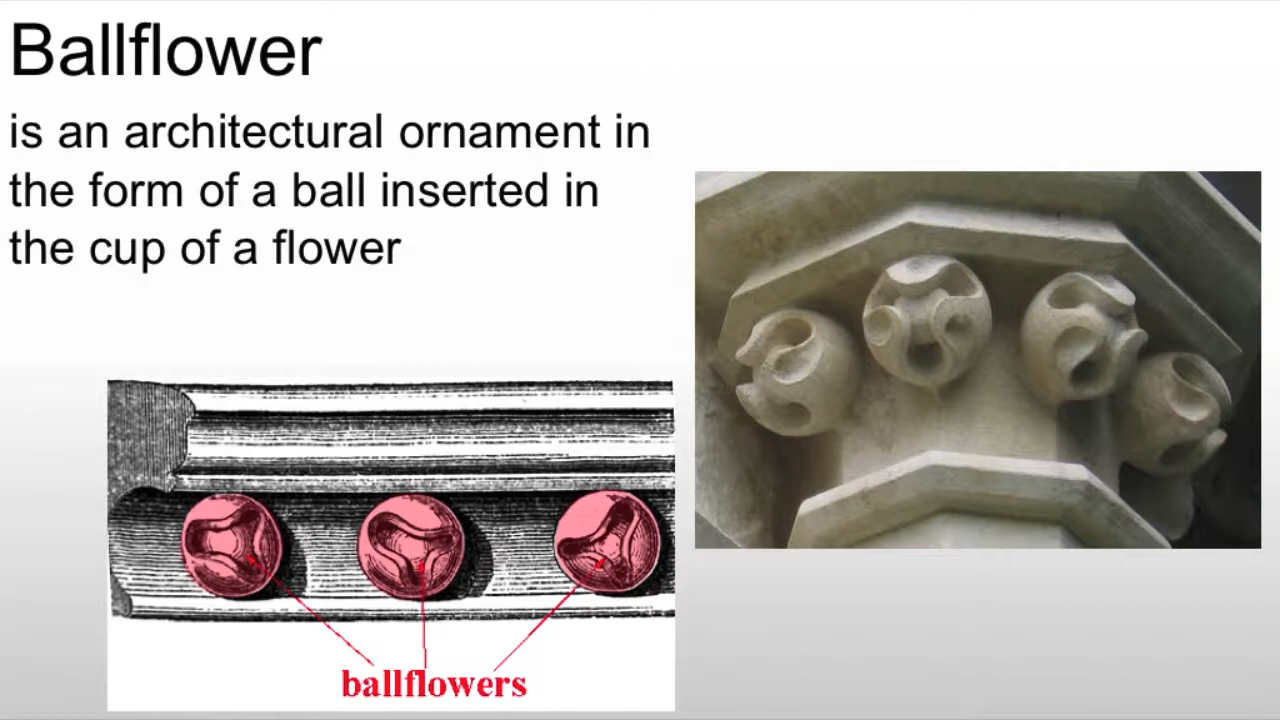 Ballflower
is an architectural ornament in
the form of a ball inserted in
the cup of a flower
ballflowers